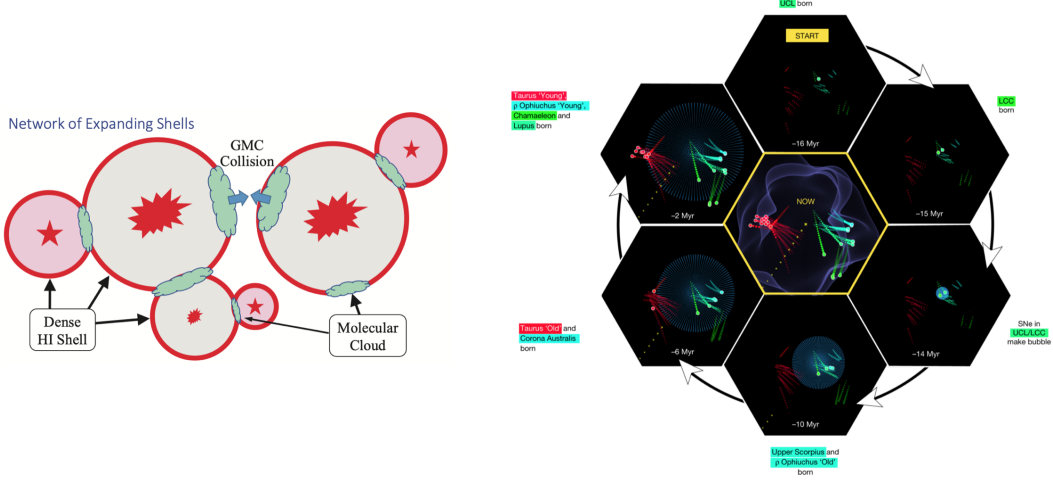 Network of Expanding Shells
GMC
Collision
Dense
HI Shell
Molecular
Cloud
UCL born
START
−16 Myr
LCC
born
−15 Myr
SNe in
UCL/LCC
make bubble
−14 Myr
−10 Myr
Upper Scorpius and
ρ Ophiuchus 'Old'
born
Taurus 'Old' and
Corona Australis
born
−6 Myr
Taurus 'Young',
ρ Ophiuchus 'Young',
Chamaeleon and
Lupus born
−2 Myr
NOW